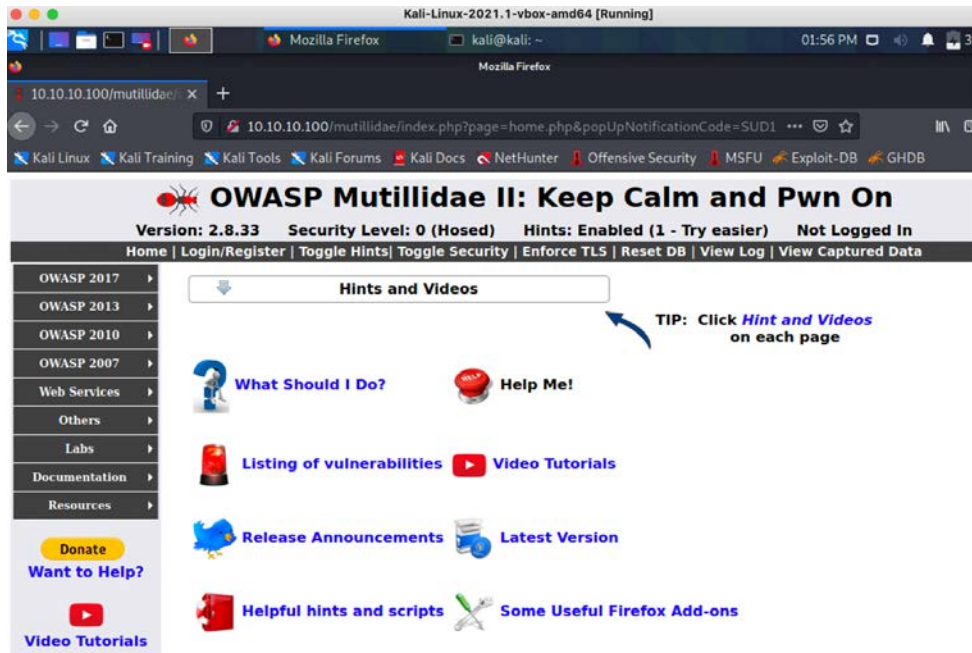 Kali-Linux-2021.1-vbox-amd64 [Running]
Mozilla Firefox kali@kali: ~ 01:56 PM 3
Mozilla Firefox
10.10.10.100/mutillidae/ × +
10.10.10.100/mutillidae/index.php?page=home.php&popUpNotificationCode=SUD1 ···
Kali Linux Kali Training Kali Tools Kali Forums Kali Docs NetHunter Offensive Security MSFU Exploit-DB GHDB
OWASP Mutillidae II: Keep Calm and Pwn On
Version: 2.8.33 Security Level: 0 (Hosed) Hints: Enabled (1 - Try easier) Not Logged In
Home | Login/Register | Toggle Hints| Toggle Security | Enforce TLS | Reset DB | View Log | View Captured Data
OWASP 2017
OWASP 2013
OWASP 2010
OWASP 2007
Web Services
Others
Labs
Documentation
Resources
Donate
Want to Help?
Video Tutorials
Hints and Videos
TIP: Click Hint and Videos
on each page
What Should I Do? HELP Help Me!
Listing of vulnerabilities Video Tutorials
Release Announcements Latest Version
Helpful hints and scripts Some Useful Firefox Add-ons